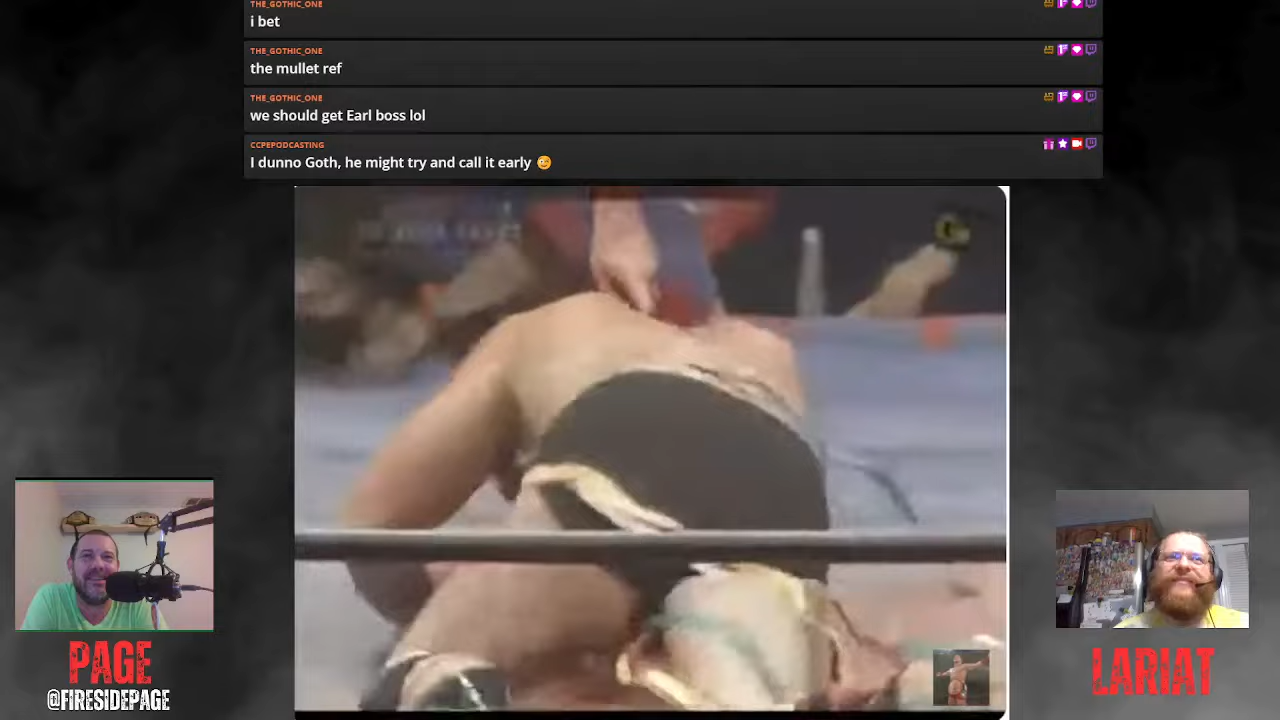 THE_GOTHIC_ONE
i bet
THE_GOTHIC_ONE
the mullet ref
THE_GOTHIC_ONE
we should get Earl boss lol
CCPEPODCASTING
I dunno Goth, he might try and call it early 😅
PAGE
@FIRESIDEPAGE
LARIAT